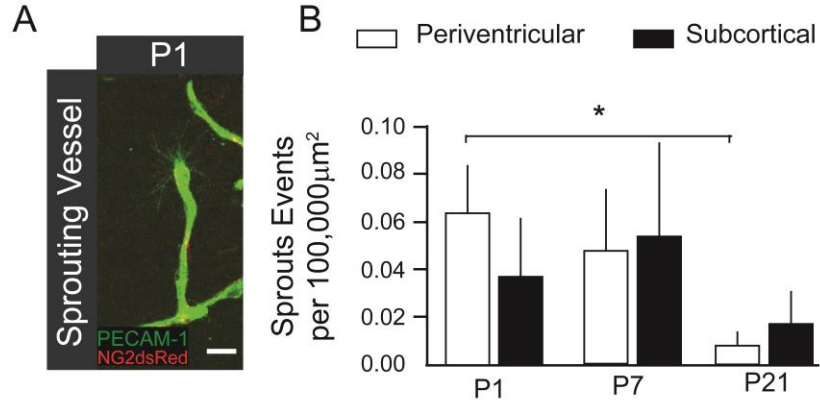 A
P1
Sprouting Vessel
PECAM-1
NG2dsRed
B
Periventricular
Subcortical
*
Sprouts Events
per 100,000μm²
0.10
0.08
0.06
0.04
0.02
0.00
P1
P7
P21